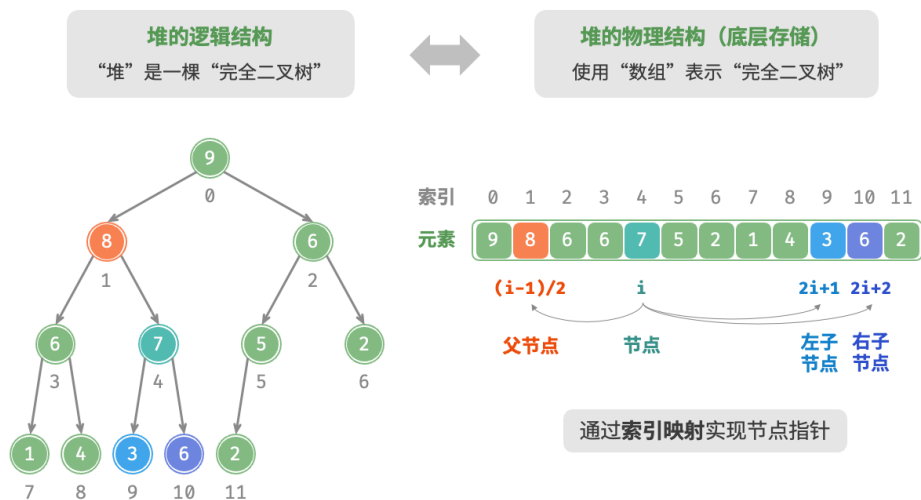 堆的逻辑结构
“堆”是一棵“完全二叉树”
堆的物理结构（底层存储）
使用“数组”表示“完全二叉树”
9
0
8
6
1
2
6
7
5
2
3
4
5
6
1
4
3
6
2
7
8
9
10
11
索引 0 1 2 3 4 5 6 7 8 9 10 11
元素 9 8 6 6 7 5 2 1 4 3 6 2
(i-1)/2 i 2i+1 2i+2
父节点
节点
左子
节点
右子
节点
通过索引映射实现节点指针